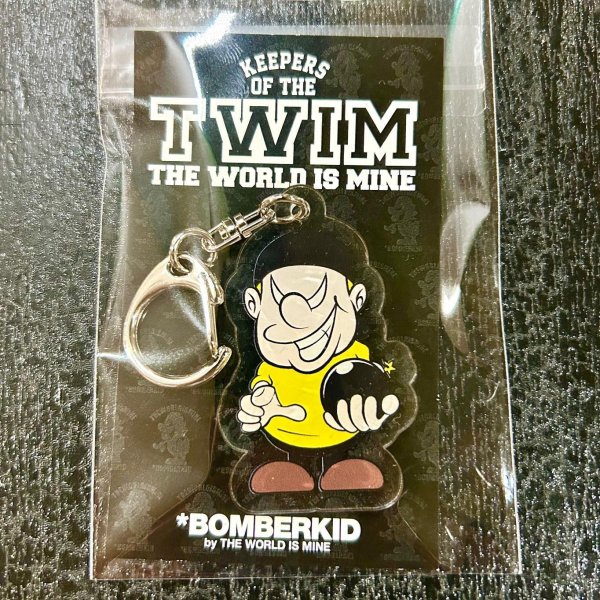 KEEPERS
OF THE
TWIM
THE WORLD IS MINE
*BOMBERKID
by THE WORLD IS MINE